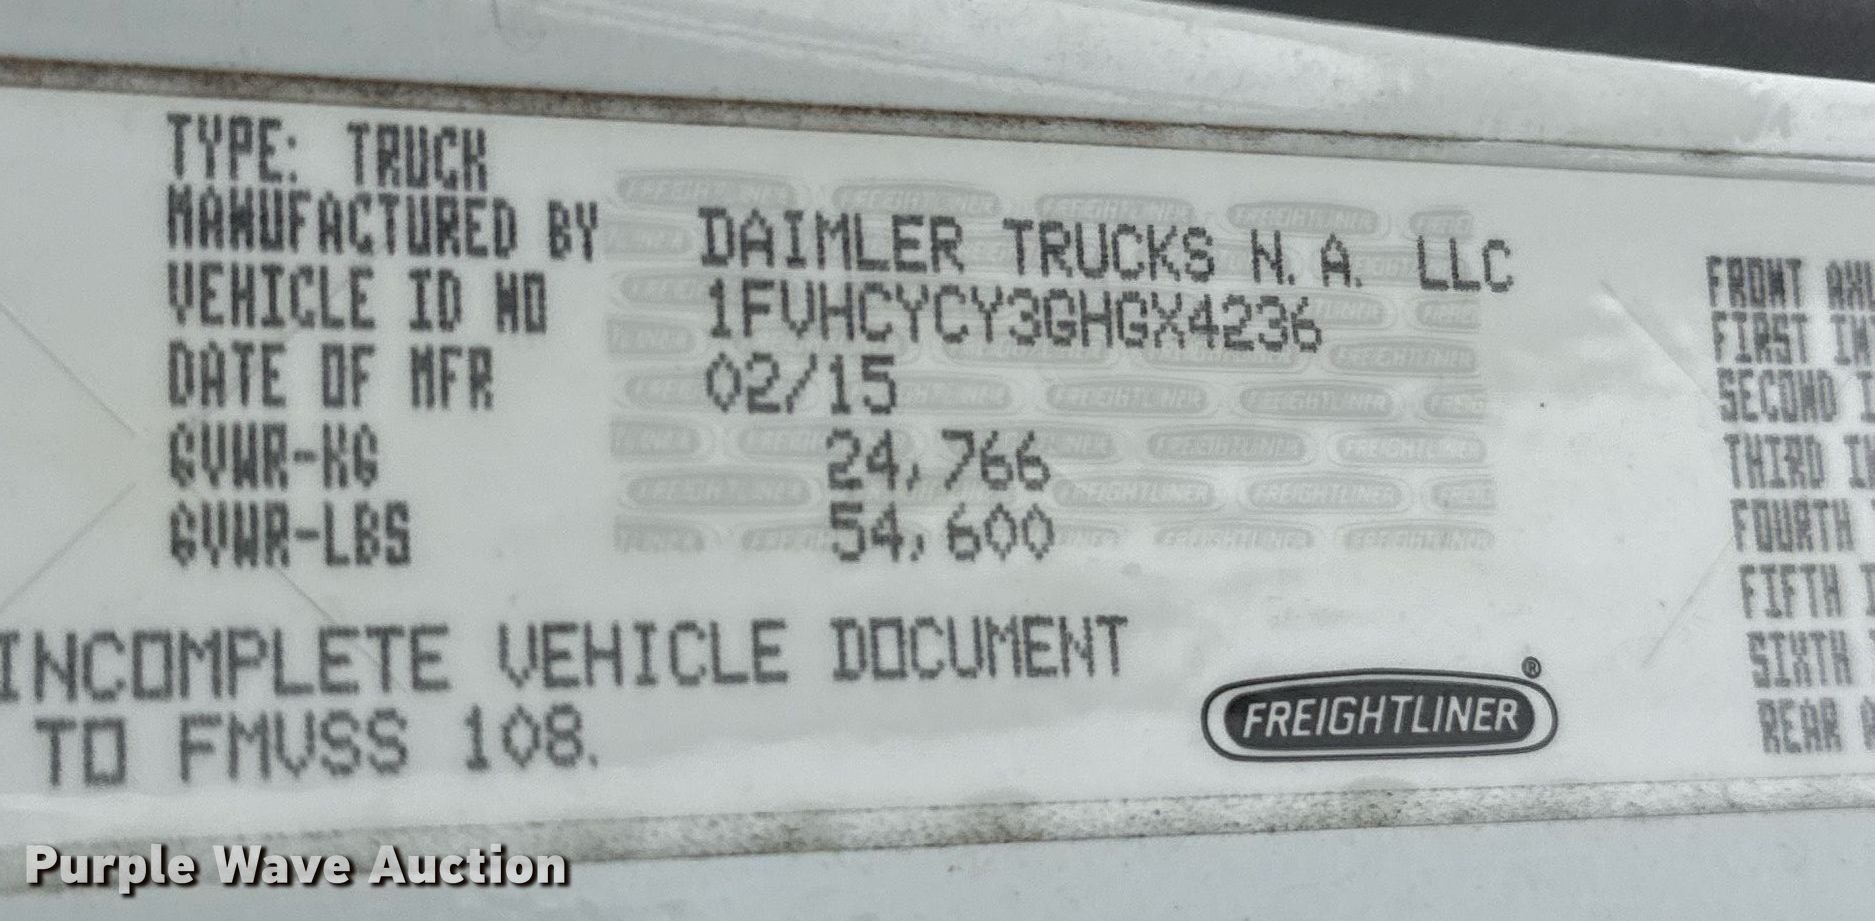 TYPE: TRUCK
MANUFACTURED BY DAIMLER TRUCKS N.A. LLC
VEHICLE ID NO 1FVHCYCY3GHGX4236
DATE OF MFR 02/15
GVWR-KG 24,766
GVWR-LBS 54,600
INCOMPLETE VEHICLE DOCUMENT
TO FMVSS 108.
FREIGHTLINER®
FRONT
FIRST
SECOND
THIRD
FOURTH
FIFTH
SIXTH
REAR
Purple Wave Auction